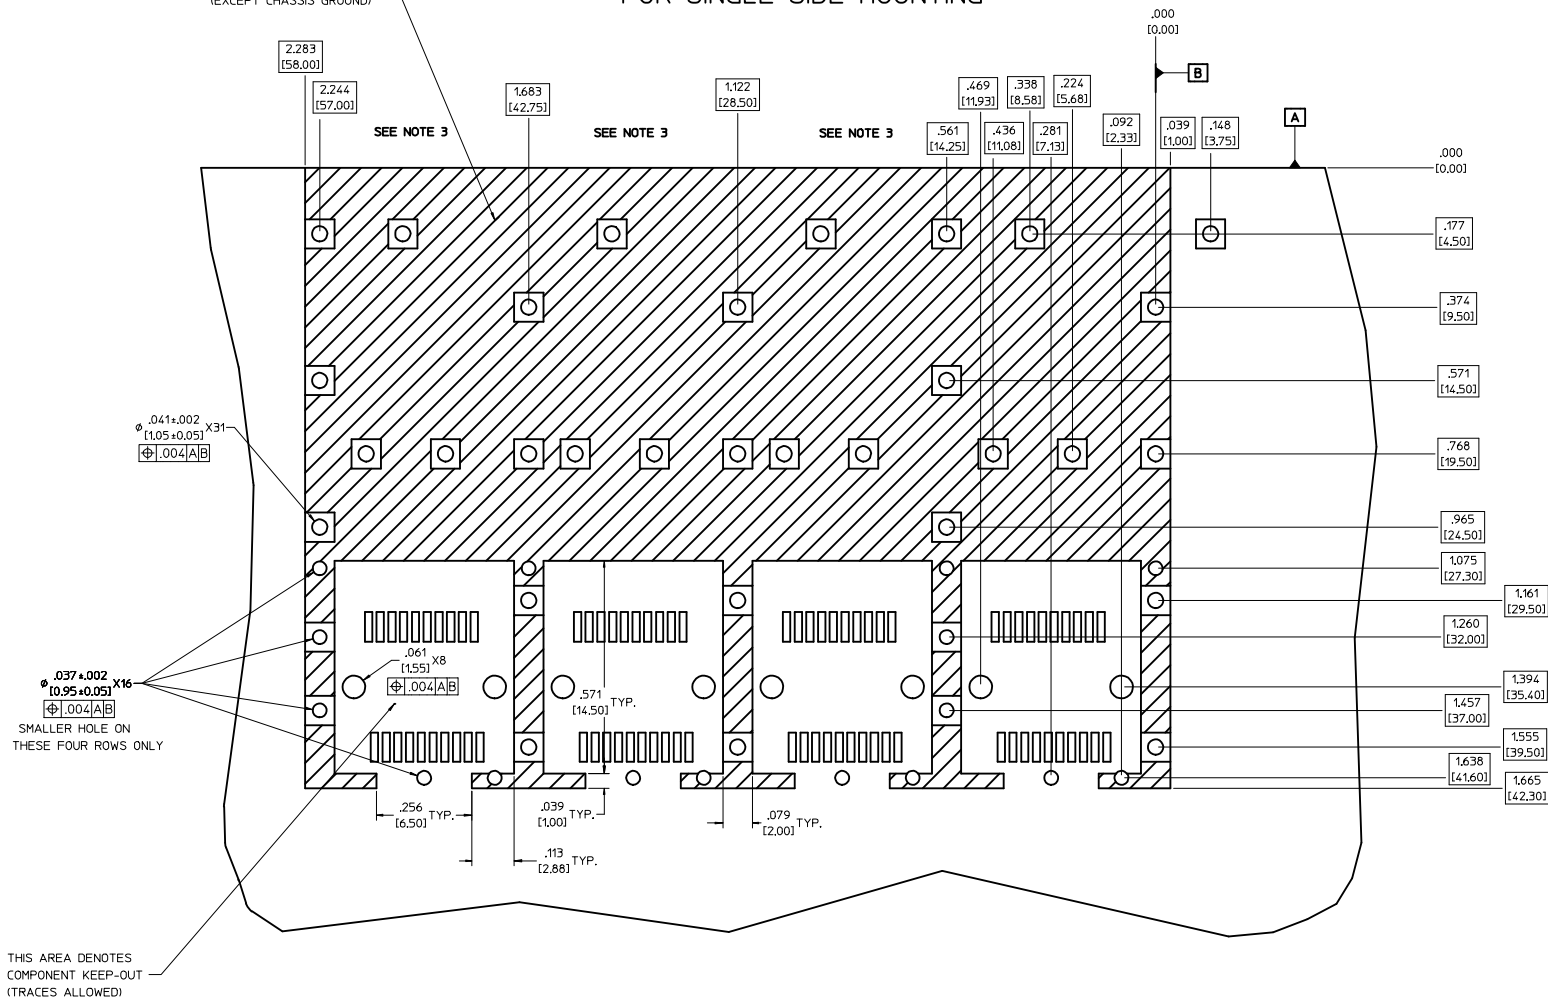 (EXCEPT CHASSIS GROUND)
FOR SINGLE SIDE MOUNTING
.000
[0.00]
2.283
[58.00]
2.244
[57.00]
1.683
[42.75]
1.122
[28.50]
.469
[11.93]
.338
[8.58]
.224
[5.68]
B
SEE NOTE 3
SEE NOTE 3
SEE NOTE 3
.561
[14.25]
.436
[11.08]
.281
[7.13]
.092
[2.33]
.039
[1.00]
.148
[3.75]
A
.000
[0.00]
.177
[4.50]
.374
[9.50]
.571
[14.50]
⌀ .041±.002 X31
[1.05±0.05]
⌖ .004 A B
.768
[19.50]
.965
[24.50]
1.075
[27.30]
1.161
[29.50]
1.260
[32.00]
⌀ .037±.002 X16
[0.95±0.05]
⌖ .004 A B
SMALLER HOLE ON
THESE FOUR ROWS ONLY
.061 X8
[1.55]
⌖ .004 A B
.571 TYP.
[14.50]
1.394
[35.40]
1.457
[37.00]
1.555
[39.50]
1.638
[41.60]
1.665
[42.30]
.256 TYP.
[6.50]
.039 TYP.
[1.00]
.079 TYP.
[2.00]
.113 TYP.
[2.88]
THIS AREA DENOTES
COMPONENT KEEP-OUT
(TRACES ALLOWED)